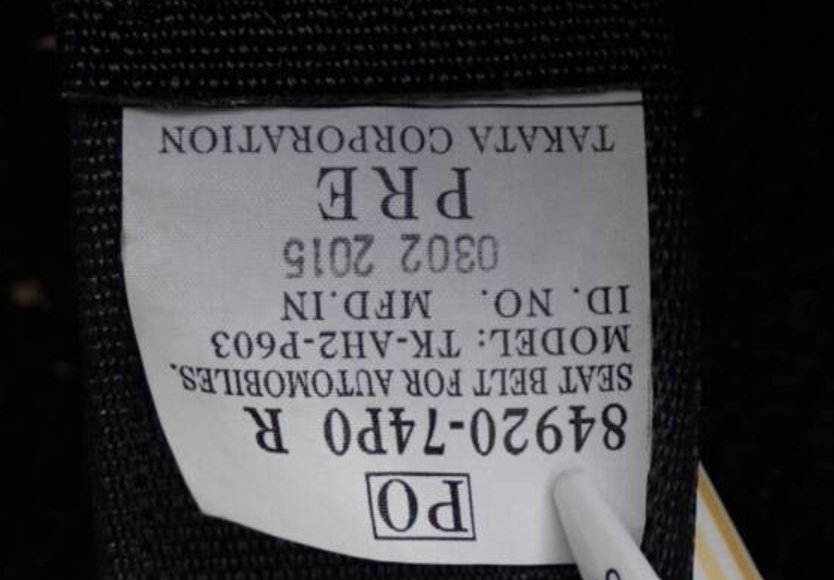 PO
84920-74P0 R
SEAT BELT FOR AUTOMOBILES.
MODEL: TK-AH2-P603
ID. NO. MFD.IN
0302 2015
PRE
TAKATA CORPORATION